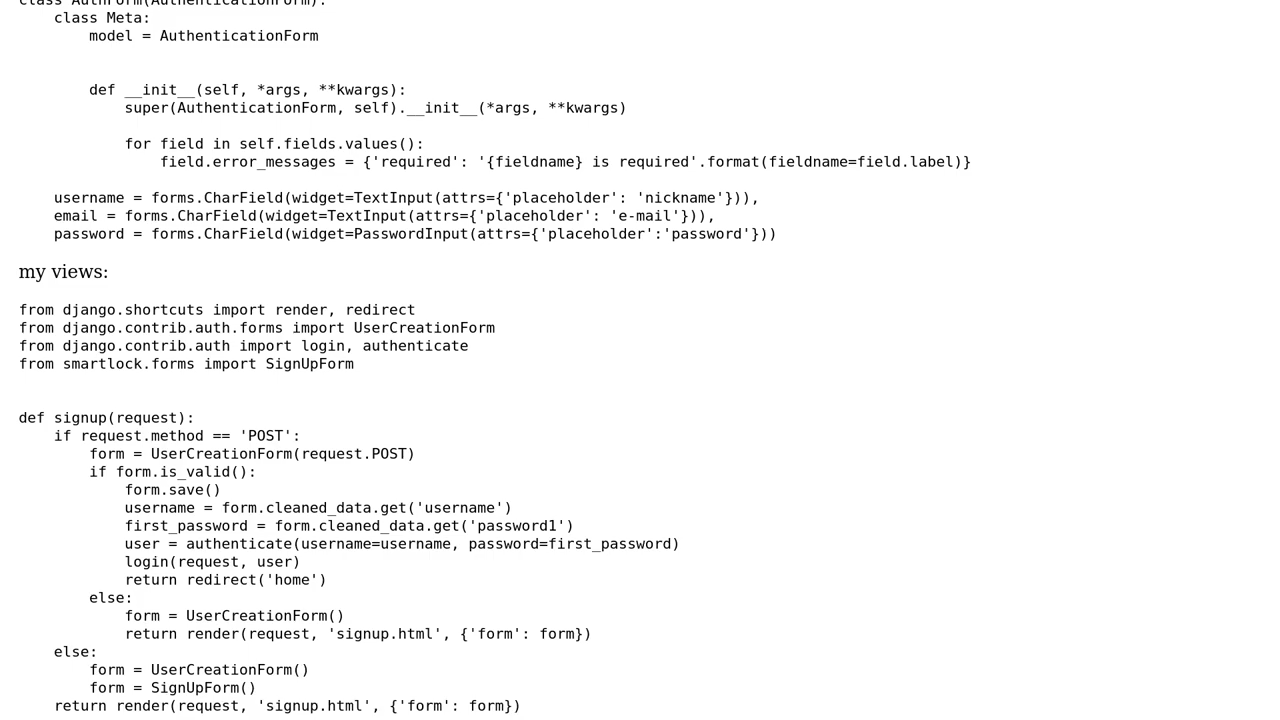 class AuthForm(AuthenticationForm):
    class Meta:
        model = AuthenticationForm
        def __init__(self, *args, **kwargs):
            super(AuthenticationForm, self).__init__(*args, **kwargs)
            for field in self.fields.values():
                field.error_messages = {'required': '{fieldname} is required'.format(fieldname=field.label)}
    username = forms.CharField(widget=TextInput(attrs={'placeholder': 'nickname'})),
    email = forms.CharField(widget=TextInput(attrs={'placeholder': 'e-mail'})),
    password = forms.CharField(widget=PasswordInput(attrs={'placeholder':'password'}))
my views:
from django.shortcuts import render, redirect
from django.contrib.auth.forms import UserCreationForm
from django.contrib.auth import login, authenticate
from smartlock.forms import SignUpForm
def signup(request):
    if request.method == 'POST':
        form = UserCreationForm(request.POST)
        if form.is_valid():
            form.save()
            username = form.cleaned_data.get('username')
            first_password = form.cleaned_data.get('password1')
            user = authenticate(username=username, password=first_password)
            login(request, user)
            return redirect('home')
        else:
            form = UserCreationForm()
            return render(request, 'signup.html', {'form': form})
    else:
        form = UserCreationForm()
        form = SignUpForm()
    return render(request, 'signup.html', {'form': form})